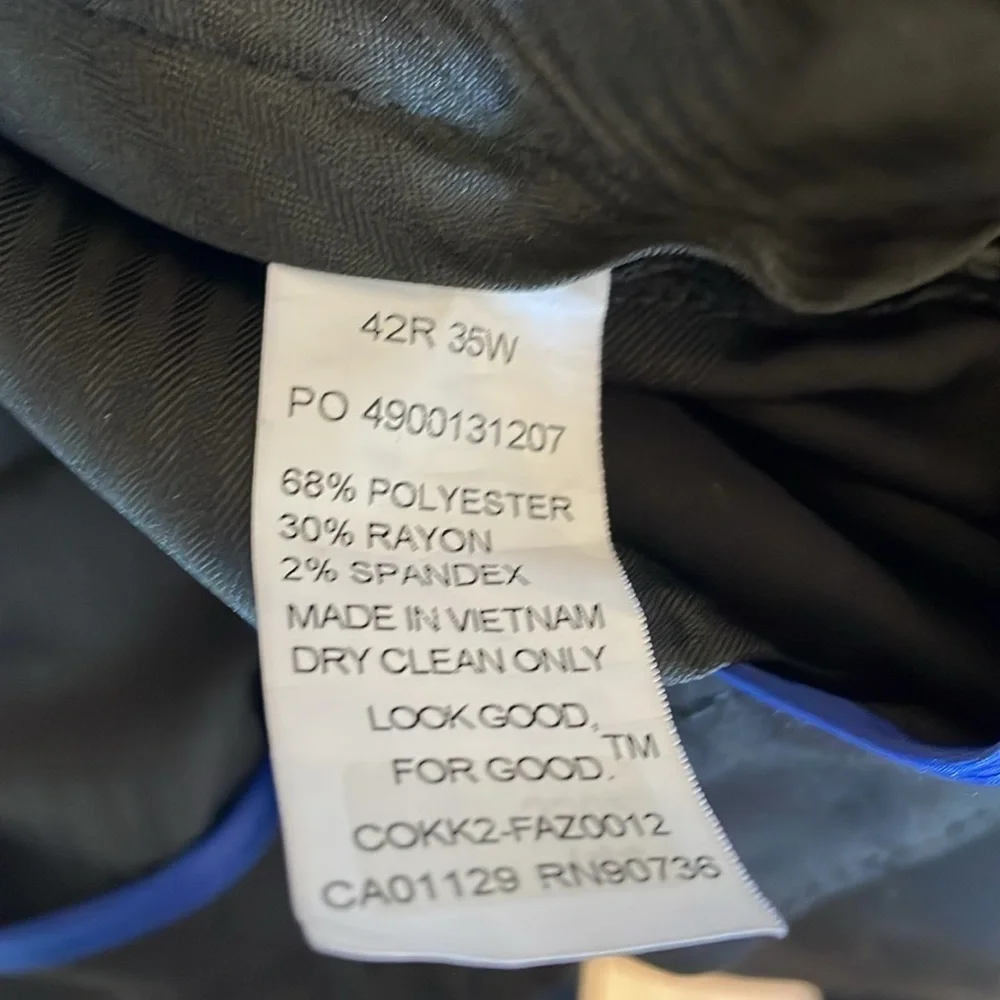 42R 35W
PO 4900131207
68% POLYESTER
30% RAYON
2% SPANDEX
MADE IN VIETNAM
DRY CLEAN ONLY
LOOK GOOD,
FOR GOOD.™
COKK2-FAZ0012
CA01129 RN90736